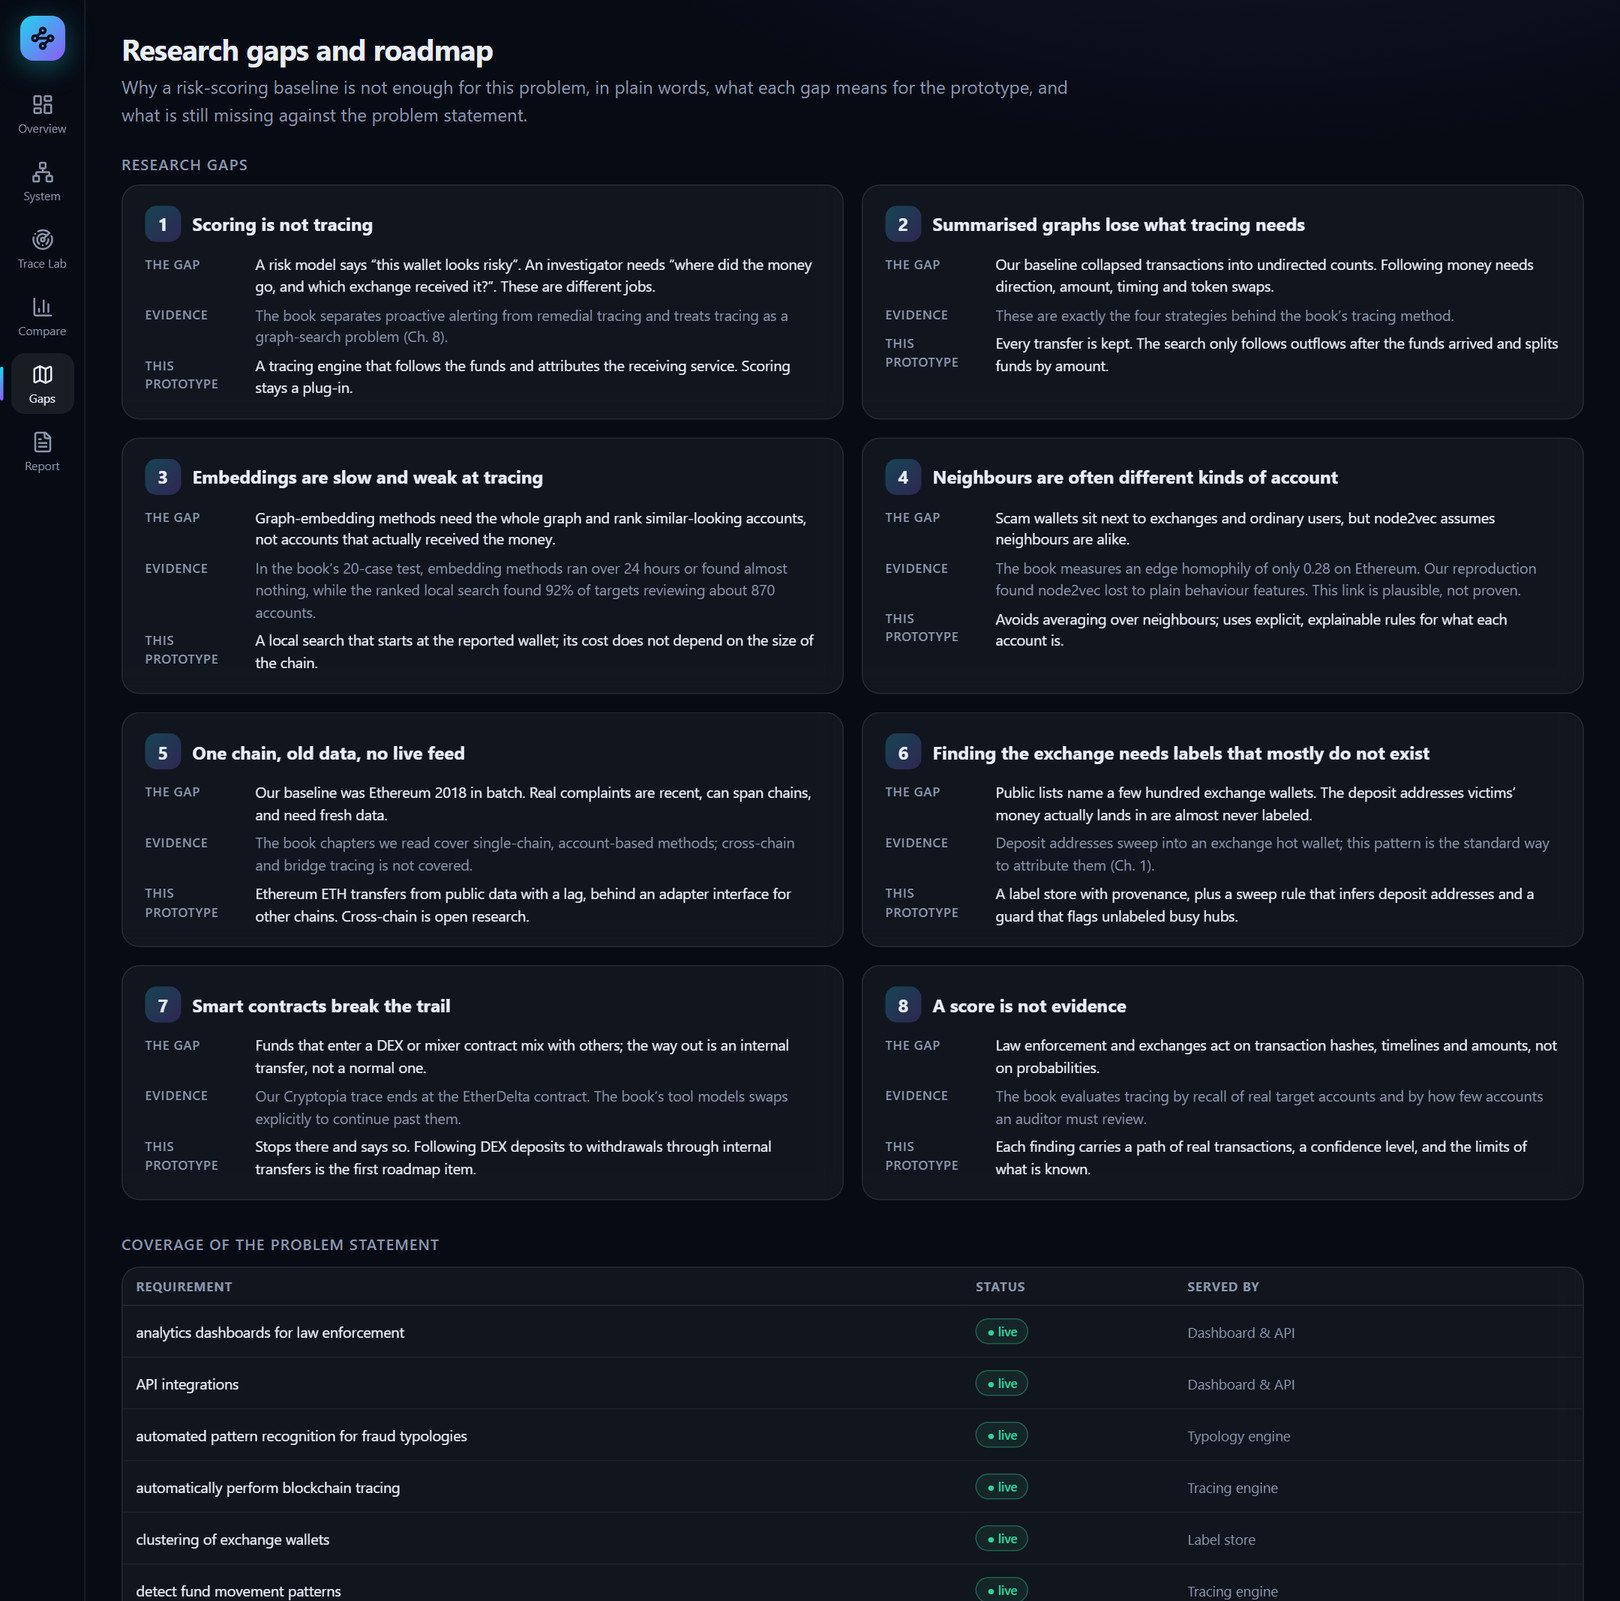 Research gaps and roadmap
Why a risk-scoring baseline is not enough for this problem, in plain words, what each gap means for the prototype, and
what is still missing against the problem statement.
Overview
System
Trace Lab
Compare
Gaps
Report
RESEARCH GAPS
1 Scoring is not tracing
THE GAP
A risk model says “this wallet looks risky”. An investigator needs “where did the money
go, and which exchange received it?”. These are different jobs.
EVIDENCE
The book separates proactive alerting from remedial tracing and treats tracing as a
graph-search problem (Ch. 8).
THIS
PROTOTYPE
A tracing engine that follows the funds and attributes the receiving service. Scoring
stays a plug-in.
2 Summarised graphs lose what tracing needs
THE GAP
Our baseline collapsed transactions into undirected counts. Following money needs
direction, amount, timing and token swaps.
EVIDENCE
These are exactly the four strategies behind the book’s tracing method.
THIS
PROTOTYPE
Every transfer is kept. The search only follows outflows after the funds arrived and splits
funds by amount.
3 Embeddings are slow and weak at tracing
THE GAP
Graph-embedding methods need the whole graph and rank similar-looking accounts,
not accounts that actually received the money.
EVIDENCE
In the book’s 20-case test, embedding methods ran over 24 hours or found almost
nothing, while the ranked local search found 92% of targets reviewing about 870
accounts.
THIS
PROTOTYPE
A local search that starts at the reported wallet; its cost does not depend on the size of
the chain.
4 Neighbours are often different kinds of account
THE GAP
Scam wallets sit next to exchanges and ordinary users, but node2vec assumes
neighbours are alike.
EVIDENCE
The book measures an edge homophily of only 0.28 on Ethereum. Our reproduction
found node2vec lost to plain behaviour features. This link is plausible, not proven.
THIS
PROTOTYPE
Avoids averaging over neighbours; uses explicit, explainable rules for what each
account is.
5 One chain, old data, no live feed
THE GAP
Our baseline was Ethereum 2018 in batch. Real complaints are recent, can span chains,
and need fresh data.
EVIDENCE
The book chapters we read cover single-chain, account-based methods; cross-chain
and bridge tracing is not covered.
THIS
PROTOTYPE
Ethereum ETH transfers from public data with a lag, behind an adapter interface for
other chains. Cross-chain is open research.
6 Finding the exchange needs labels that mostly do not exist
THE GAP
Public lists name a few hundred exchange wallets. The deposit addresses victims’
money actually lands in are almost never labeled.
EVIDENCE
Deposit addresses sweep into an exchange hot wallet; this pattern is the standard way
to attribute them (Ch. 1).
THIS
PROTOTYPE
A label store with provenance, plus a sweep rule that infers deposit addresses and a
guard that flags unlabeled busy hubs.
7 Smart contracts break the trail
THE GAP
Funds that enter a DEX or mixer contract mix with others; the way out is an internal
transfer, not a normal one.
EVIDENCE
Our Cryptopia trace ends at the EtherDelta contract. The book’s tool models swaps
explicitly to continue past them.
THIS
PROTOTYPE
Stops there and says so. Following DEX deposits to withdrawals through internal
transfers is the first roadmap item.
8 A score is not evidence
THE GAP
Law enforcement and exchanges act on transaction hashes, timelines and amounts, not
on probabilities.
EVIDENCE
The book evaluates tracing by recall of real target accounts and by how few accounts
an auditor must review.
THIS
PROTOTYPE
Each finding carries a path of real transactions, a confidence level, and the limits of
what is known.
COVERAGE OF THE PROBLEM STATEMENT
REQUIREMENT STATUS SERVED BY
analytics dashboards for law enforcement live Dashboard & API
API integrations live Dashboard & API
automated pattern recognition for fraud typologies live Typology engine
automatically perform blockchain tracing live Tracing engine
clustering of exchange wallets live Label store
detect fund movement patterns live Tracing engine